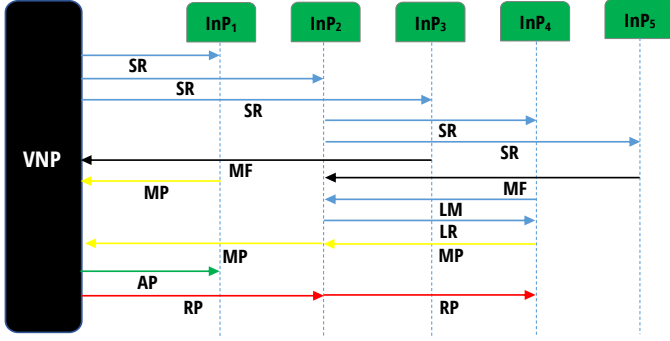 InP₁ InP₂ InP₃ InP₄ InP₅
SR
SR
SR
SR
SR
VNP
MF
MP
MF
LM
LR
MP MP
AP
RP RP